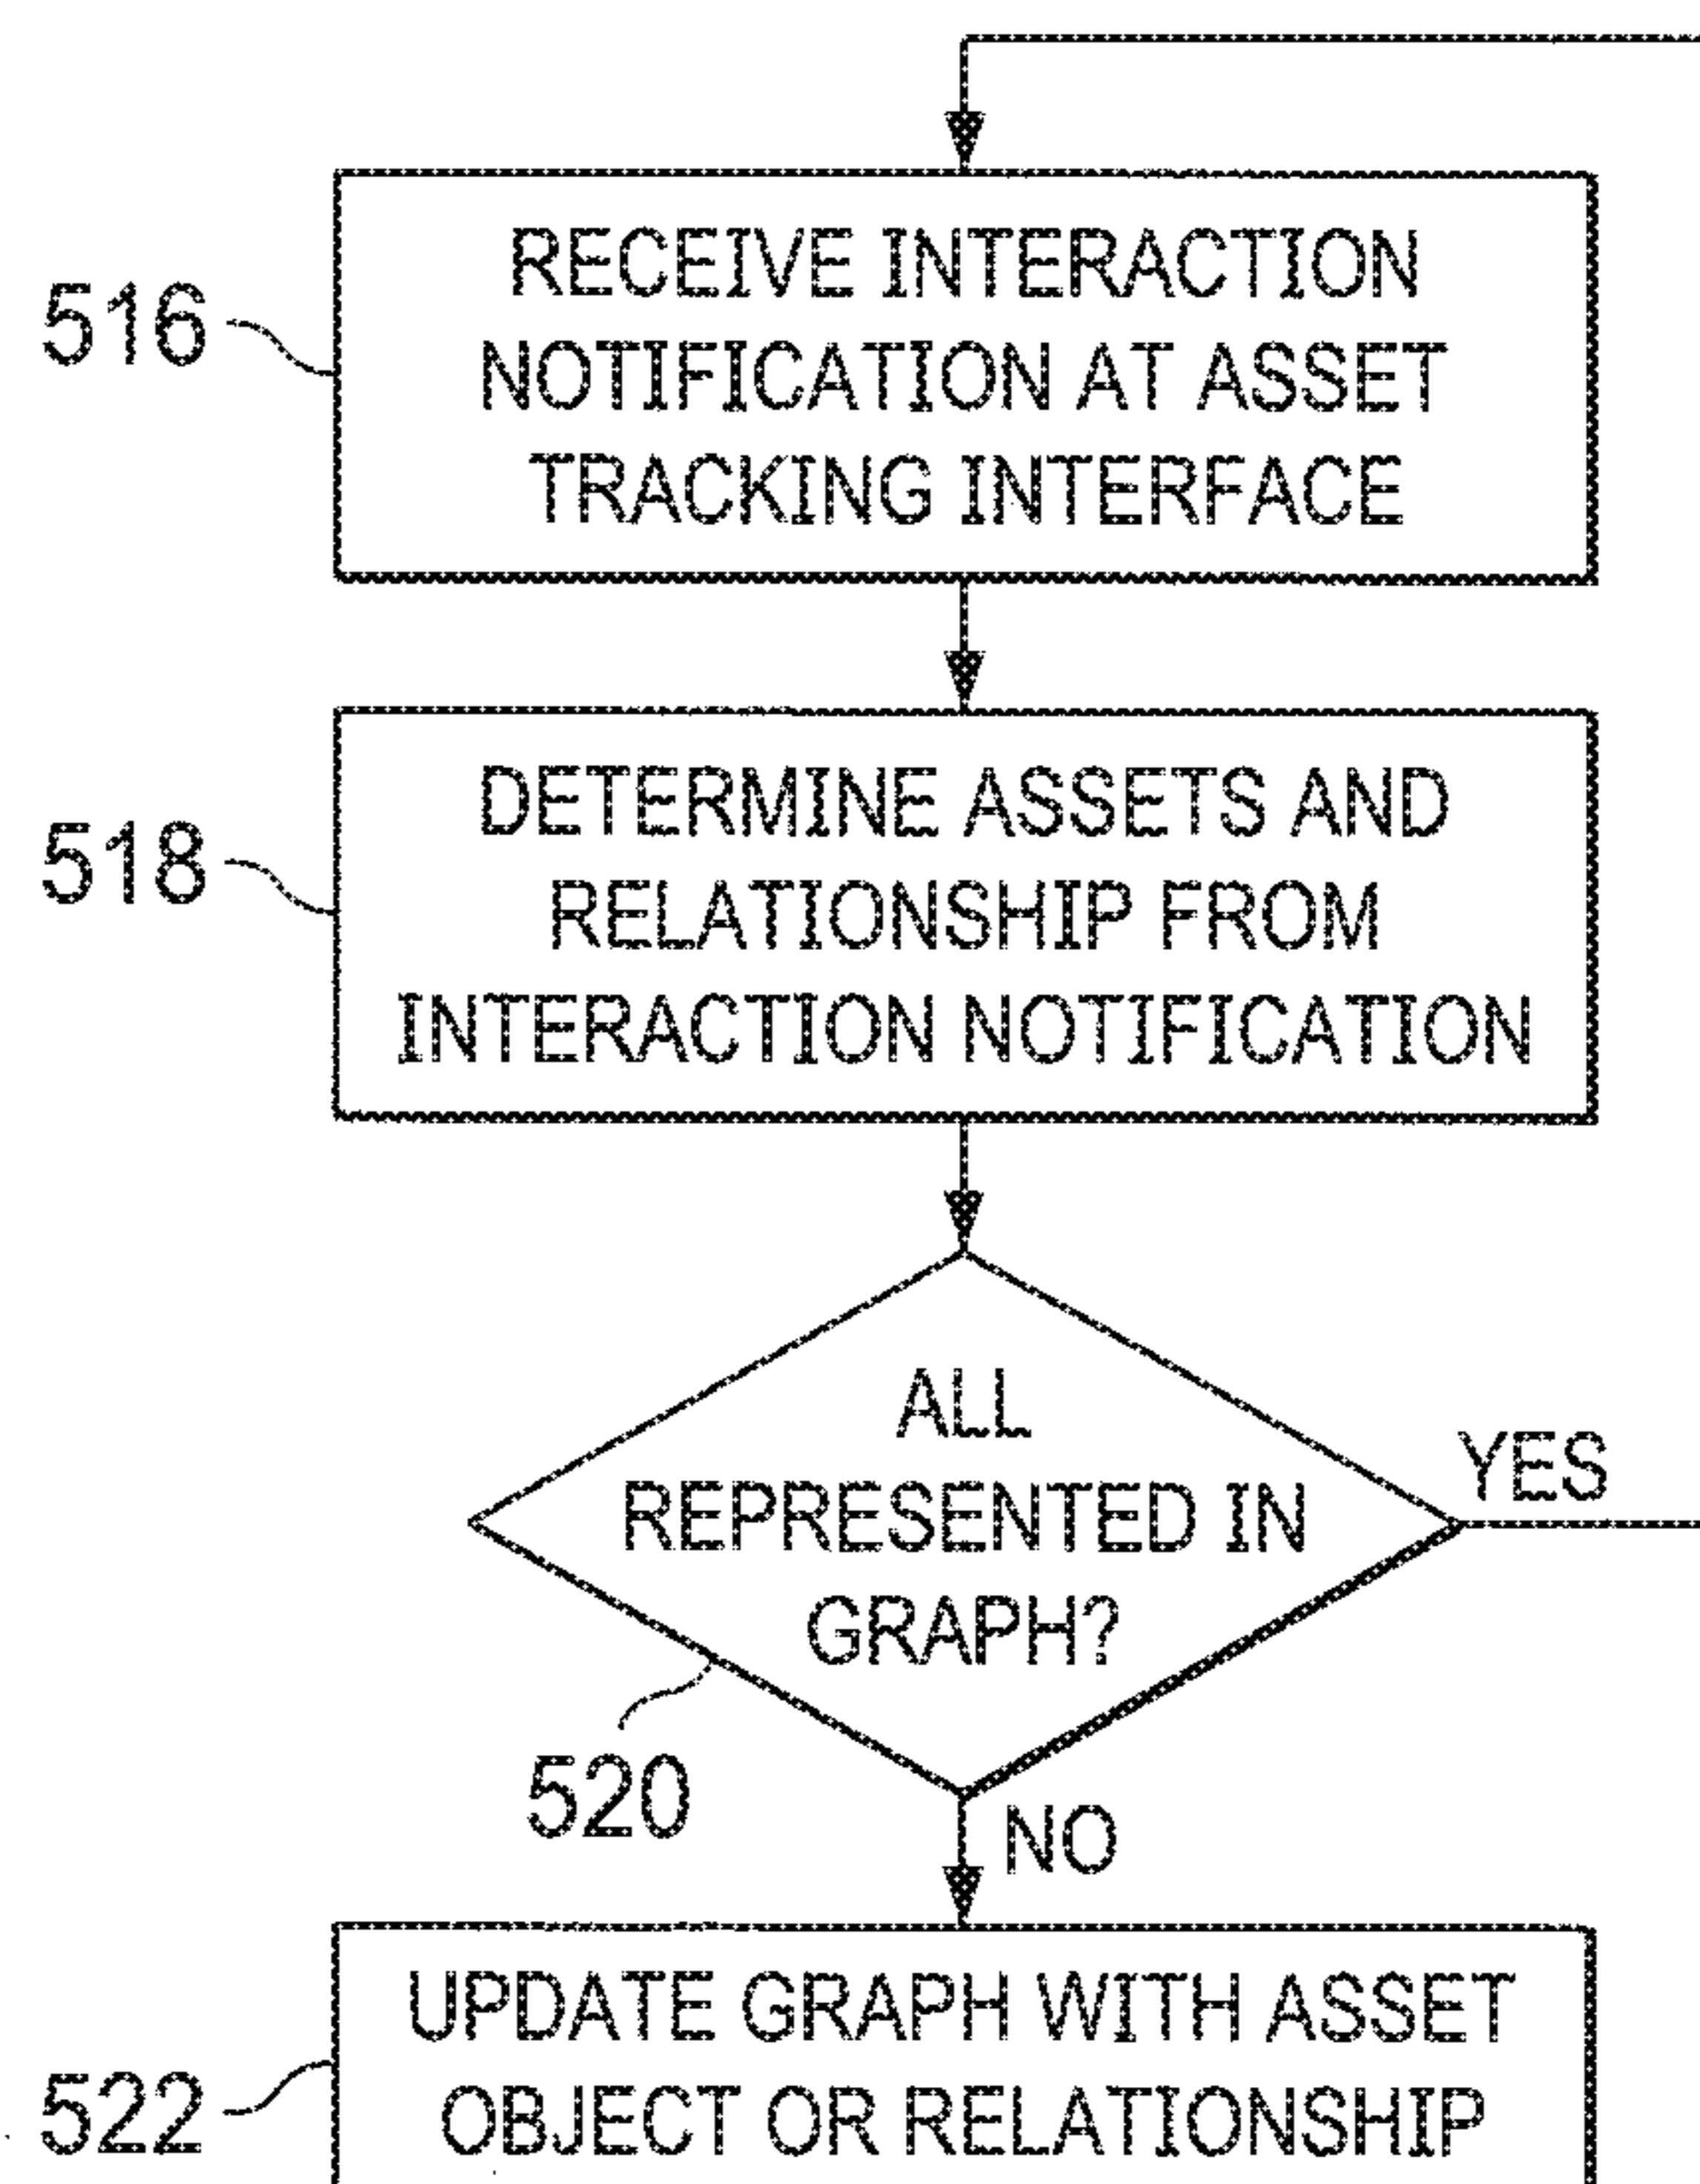 RECEIVE INTERACTION
NOTIFICATION AT ASSET
TRACKING INTERFACE
516
DETERMINE ASSETS AND
RELATIONSHIP FROM
INTERACTION NOTIFICATION
518
ALL
REPRESENTED IN
GRAPH?
YES
520
NO
UPDATE GRAPH WITH ASSET
OBJECT OR RELATIONSHIP
522